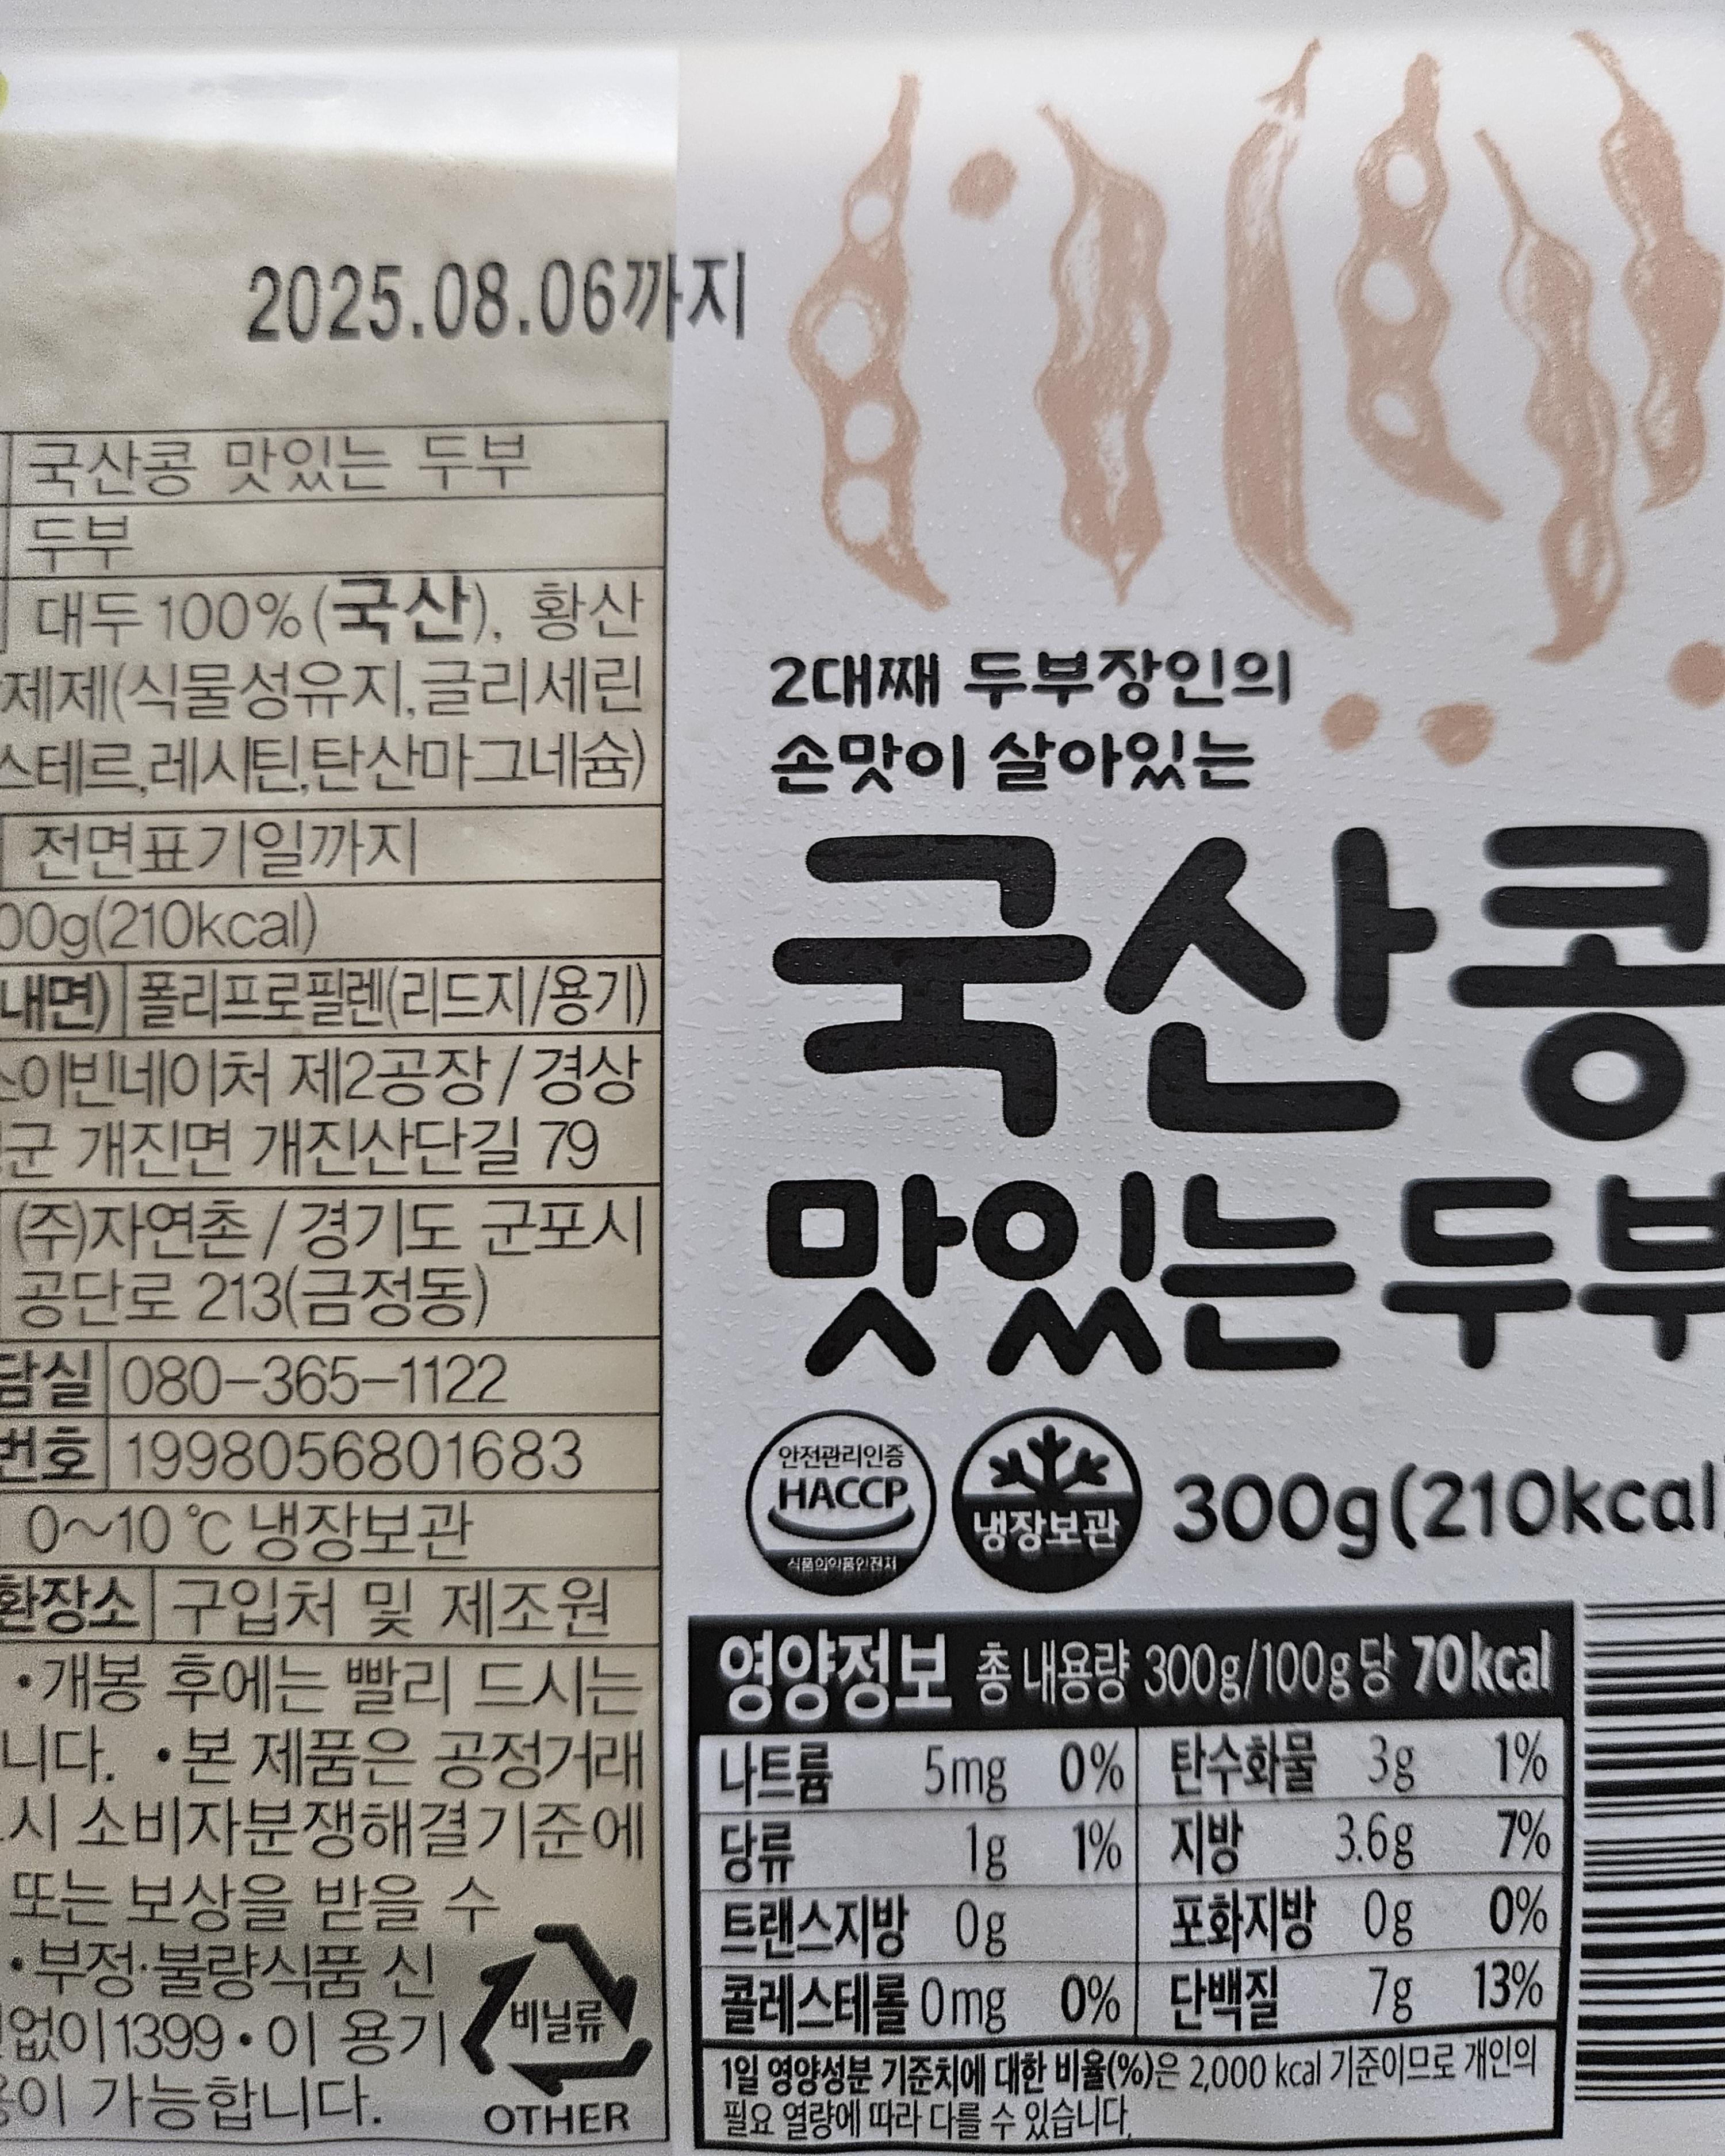 2025.08.06까지
국산콩 맛있는 두부
두부
대두 100%(국산), 황산
제제(식물성유지,글리세린
스테르,레시틴,탄산마그네슘)
전면표기일까지
00g(210kcal)
내면) 폴리프로필렌(리드지/용기)
이빈네이처 제2공장 / 경상
군 개진면 개진산단길 79
(주)자연촌 / 경기도 군포시
공단로 213(금정동)
담실 080-365-1122
번호 1998056801683
0~10 ℃ 냉장보관
환장소 구입처 및 제조원
•개봉 후에는 빨리 드시는
니다. •본 제품은 공정거래
시 소비자분쟁해결기준에
또는 보상을 받을 수
•부정·불량식품 신
없이 1399 • 이 용기
용이 가능합니다.
비닐류
OTHER
2대째 두부장인의
손맛이 살아있는
국산콩
맛있는두부
안전관리인증
HACCP
식품의약품안전처
냉장보관
300g(210kcal)
영양정보 총 내용량 300g/100g당 70kcal
나트륨 5mg 0% 탄수화물 3g 1%
당류 1g 1% 지방 3.6g 7%
트랜스지방 0g 포화지방 0g 0%
콜레스테롤 0mg 0% 단백질 7g 13%
1일 영양성분 기준치에 대한 비율(%)은 2,000 kcal 기준이므로 개인의
필요 열량에 따라 다를 수 있습니다.